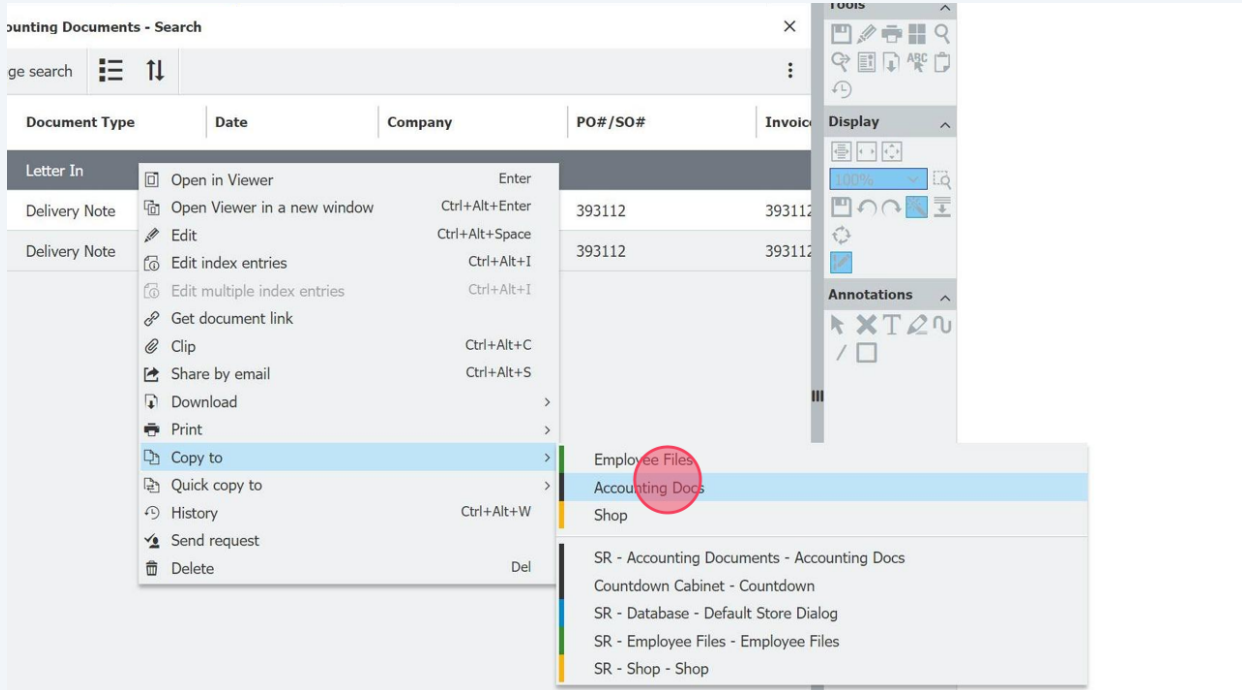 ounting Documents - Search
Tools
ge search
Document Type Date Company PO#/SO# Invoic
Letter In
Delivery Note 393112 393112
Delivery Note 393112 393112
Open in Viewer Enter
Open Viewer in a new window Ctrl+Alt+Enter
Edit Ctrl+Alt+Space
Edit index entries Ctrl+Alt+I
Edit multiple index entries Ctrl+Alt+I
Get document link
Clip Ctrl+Alt+C
Share by email Ctrl+Alt+S
Download
Print
Copy to
Quick copy to
History Ctrl+Alt+W
Send request
Delete Del
Employee Files
Accounting Docs
Shop
SR - Accounting Documents - Accounting Docs
Countdown Cabinet - Countdown
SR - Database - Default Store Dialog
SR - Employee Files - Employee Files
SR - Shop - Shop
ABC
Display
100%
Annotations
T